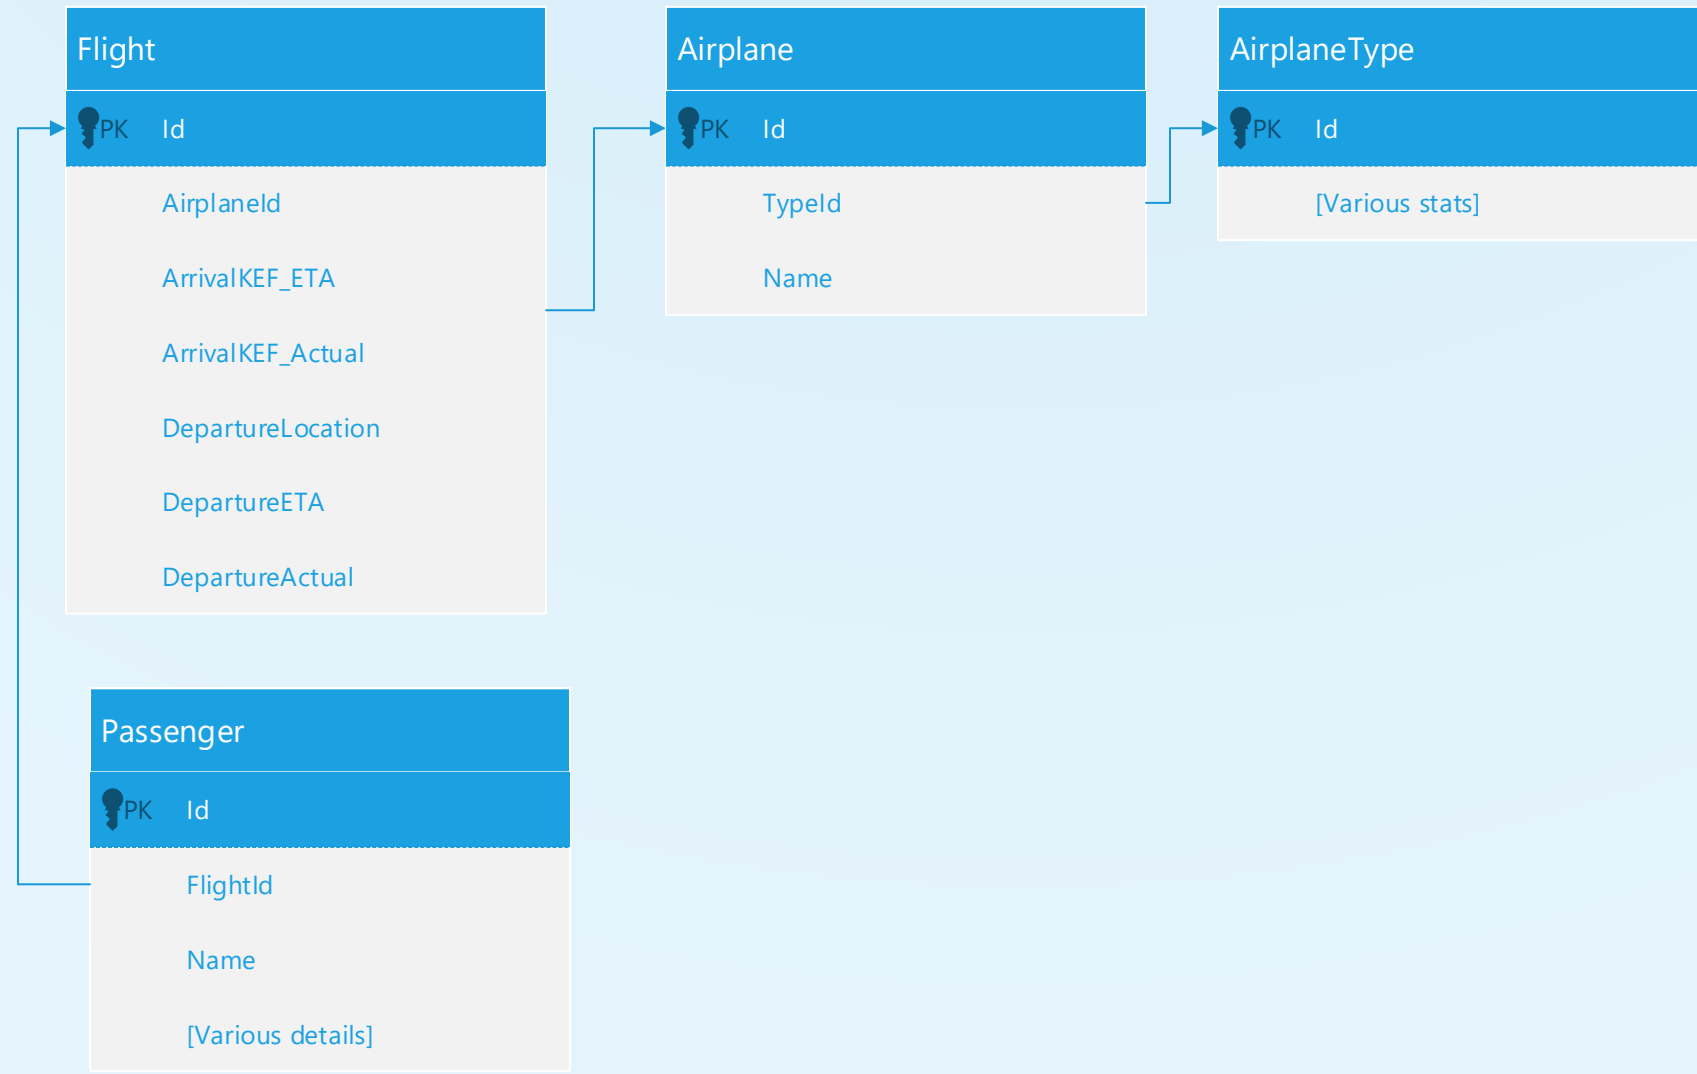 Flight
PK Id
AirplaneId
ArrivalKEF_ETA
ArrivalKEF_Actual
DepartureLocation
DepartureETA
DepartureActual
Airplane
PK Id
TypeId
Name
AirplaneType
PK Id
[Various stats]
Passenger
PK Id
FlightId
Name
[Various details]